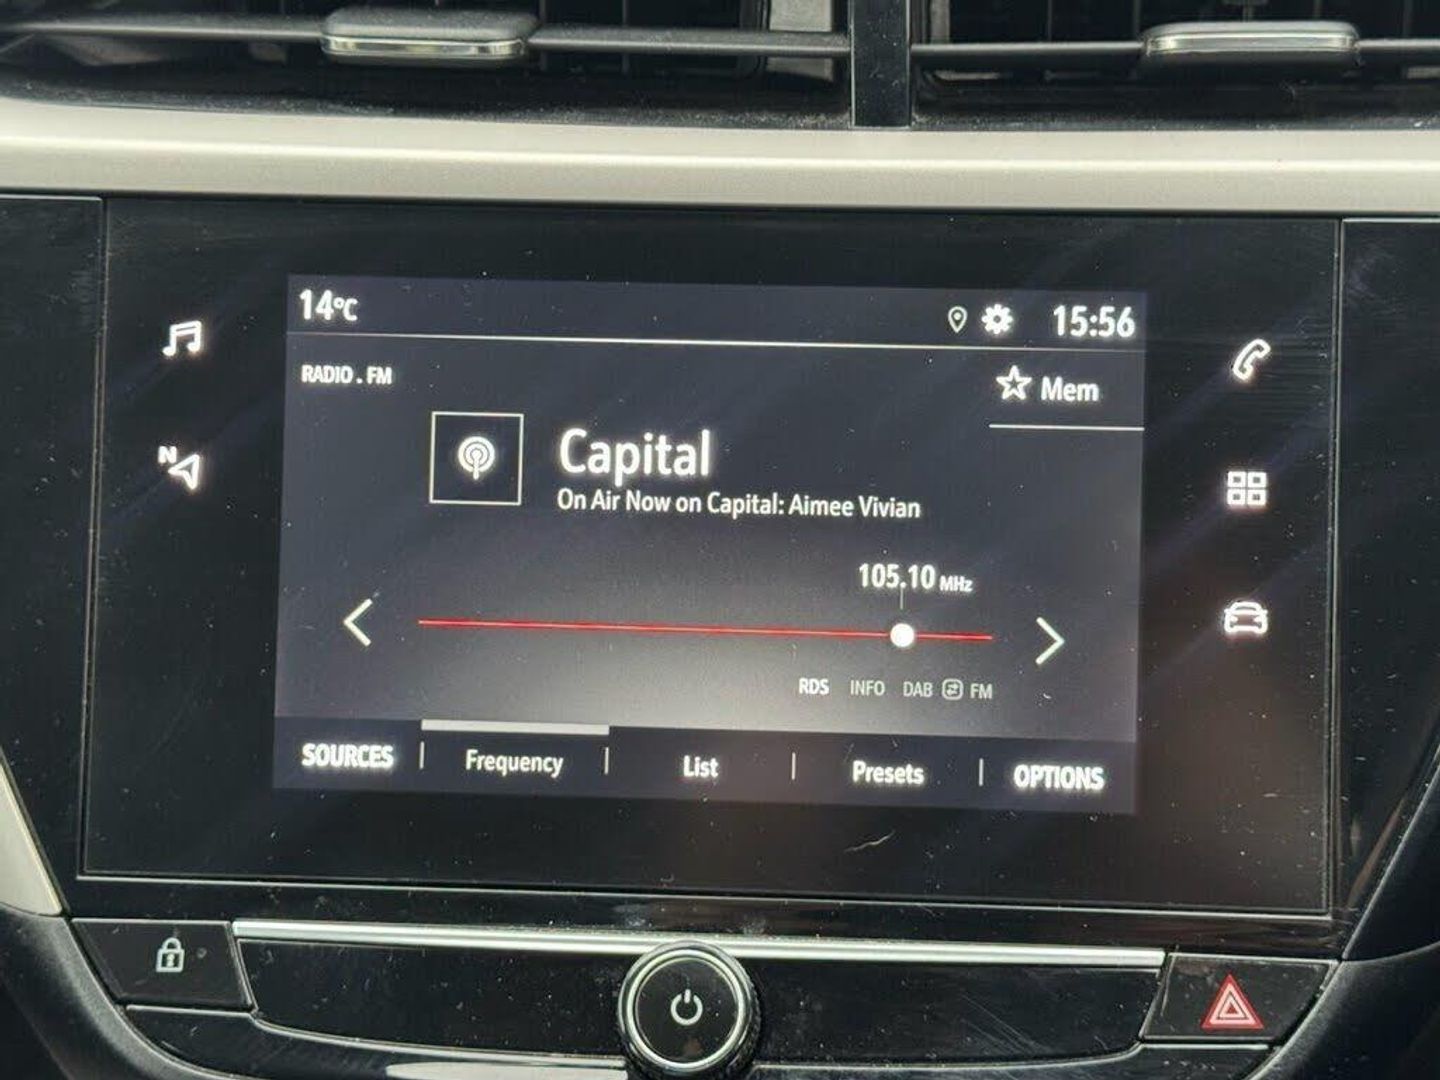 14°C 15:56
RADIO . FM
Mem
Capital
On Air Now on Capital: Aimee Vivian
105.10 MHz
RDS INFO DAB FM
SOURCES Frequency List Presets OPTIONS
N